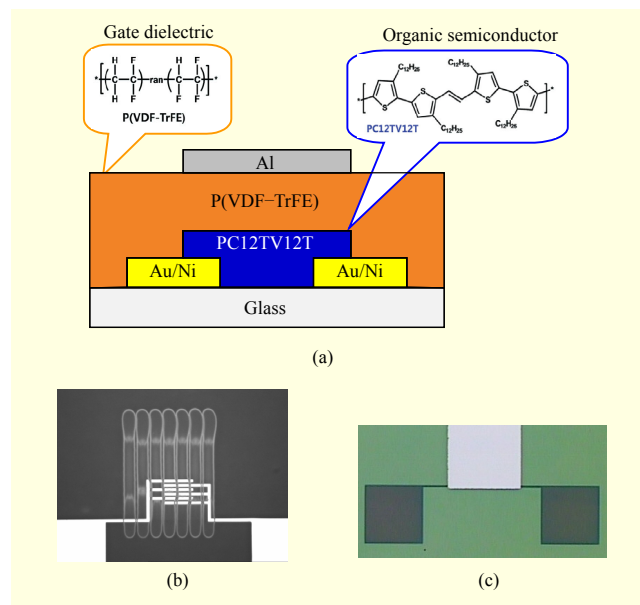 Gate dielectric
Organic semiconductor
H F F F
*[(C–C)ran(C–C)]*
H F H F
P(VDF-TrFE)
C12H25 C12H25
S S S S
C12H25 C12H25
PC12TV12T
Al
P(VDF−TrFE)
PC12TV12T
Au/Ni Au/Ni
Glass
(a)
(b) (c)